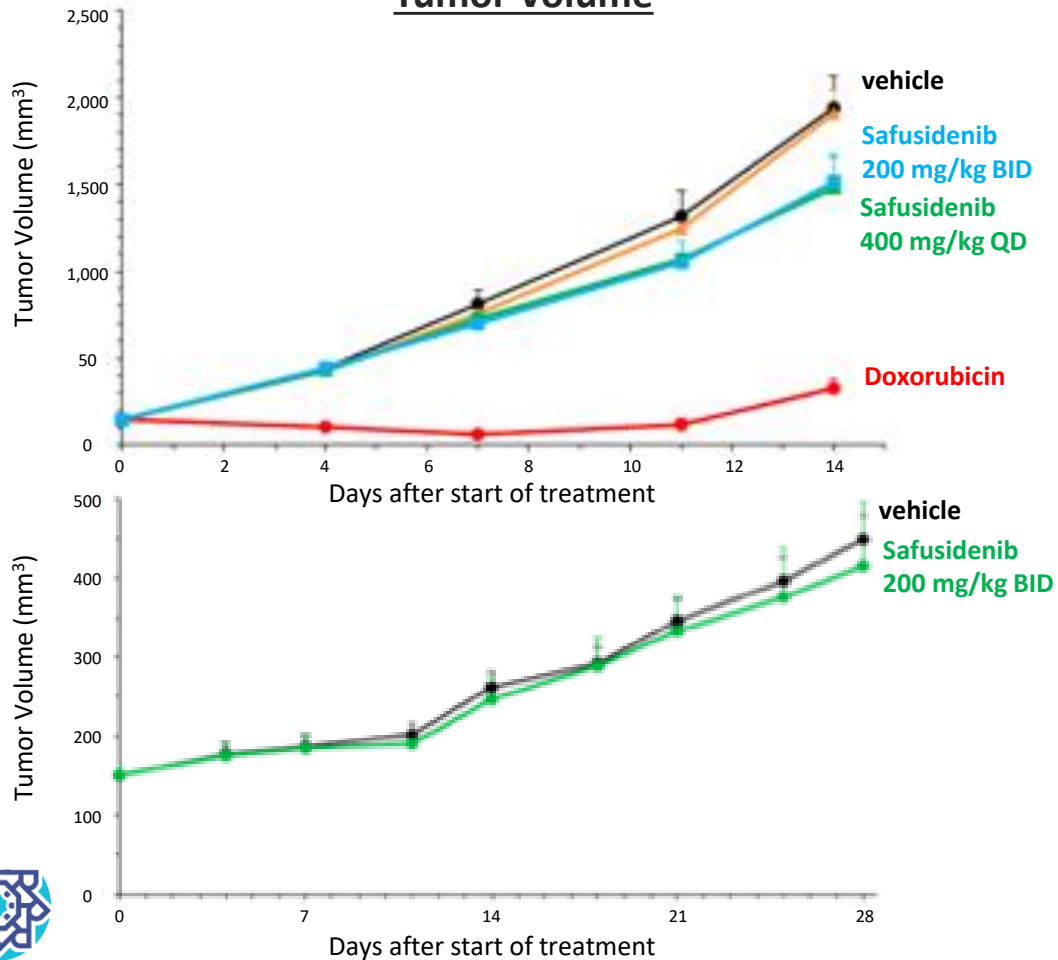 Tumor Volume
2,500
2,000
1,500
1,000
50
0
Tumor Volume (mm³)
vehicle
Safusidenib
200 mg/kg BID
Safusidenib
400 mg/kg QD
Doxorubicin
0 2 4 6 8 10 12 14
Days after start of treatment
500
400
300
200
100
0
Tumor Volume (mm³)
vehicle
Safusidenib
200 mg/kg BID
0 7 14 21 28
Days after start of treatment